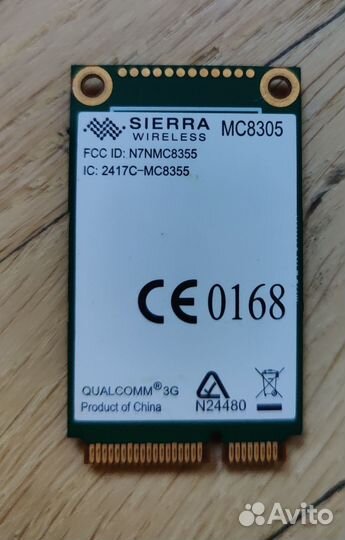 SIERRA
WIRELESS
MC8305
FCC ID: N7NMC8355
IC: 2417C-MC8355
CE 0168
QUALCOMM® 3G
Product of China
N24480
Avito